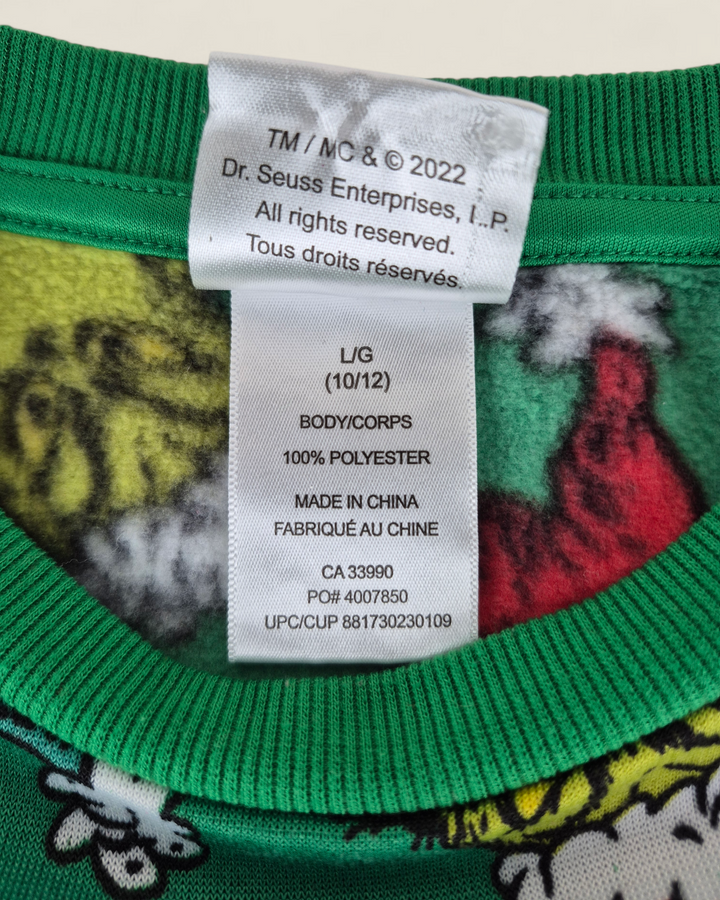 TM / MC & © 2022
Dr. Seuss Enterprises, L.P.
All rights reserved.
Tous droits réservés.
L/G
(10/12)
BODY/CORPS
100% POLYESTER
MADE IN CHINA
FABRIQUÉ AU CHINE
CA 33990
PO# 4007850
UPC/CUP 881730230109